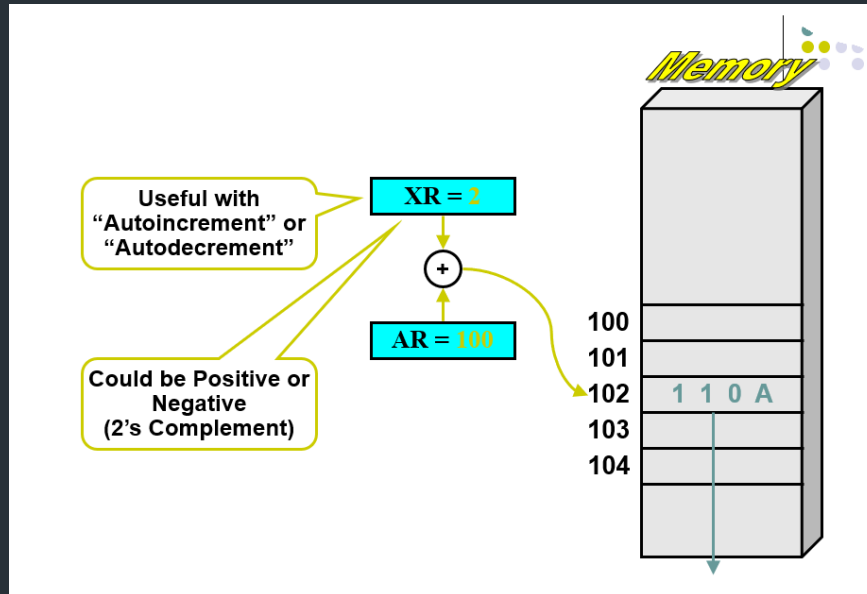 Memory
Useful with
“Autoincrement” or
“Autodecrement”
XR = 2
+
AR = 100
Could be Positive or
Negative
(2’s Complement)
100
101
102
1 1 0 A
103
104